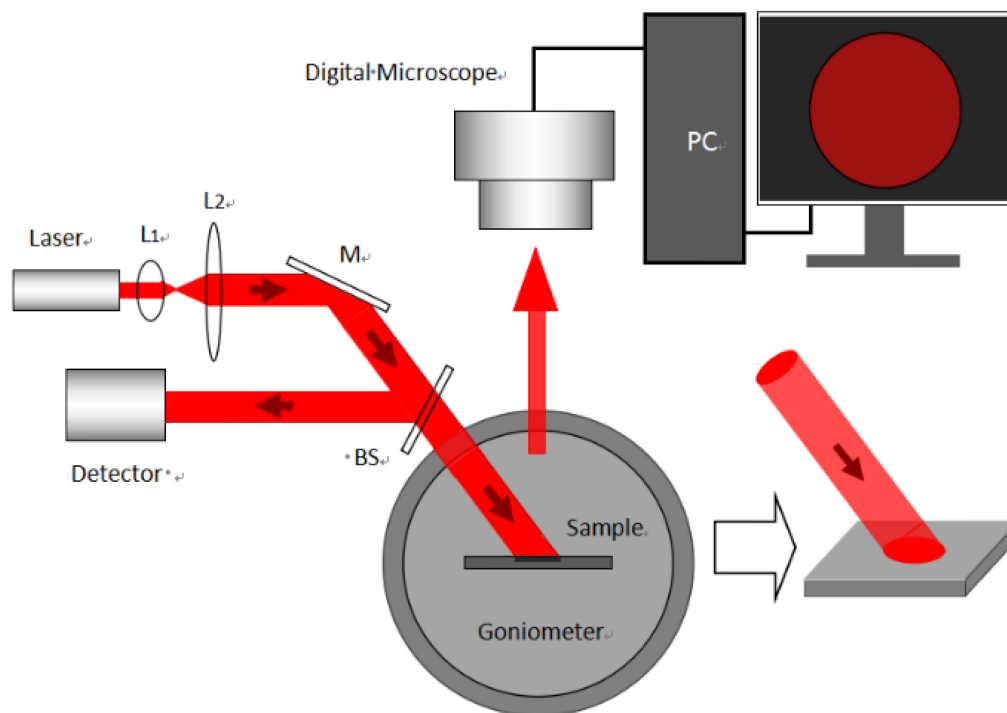 Digital Microscope
PC
L2
Laser
L1
M
BS
Detector
Sample
Goniometer